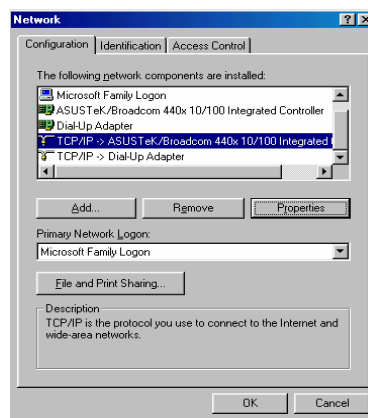 Network
Configuration Identification Access Control
The following network components are installed:
Microsoft Family Logon
ASUSTeK/Broadcom 440x 10/100 Integrated Controller
Dial-Up Adapter
TCP/IP -> ASUSTeK/Broadcom 440x 10/100 Integrated
TCP/IP -> Dial-Up Adapter
Add... Remove Properties
Primary Network Logon:
Microsoft Family Logon
File and Print Sharing...
Description
TCP/IP is the protocol you use to connect to the Internet and
wide-area networks.
OK Cancel